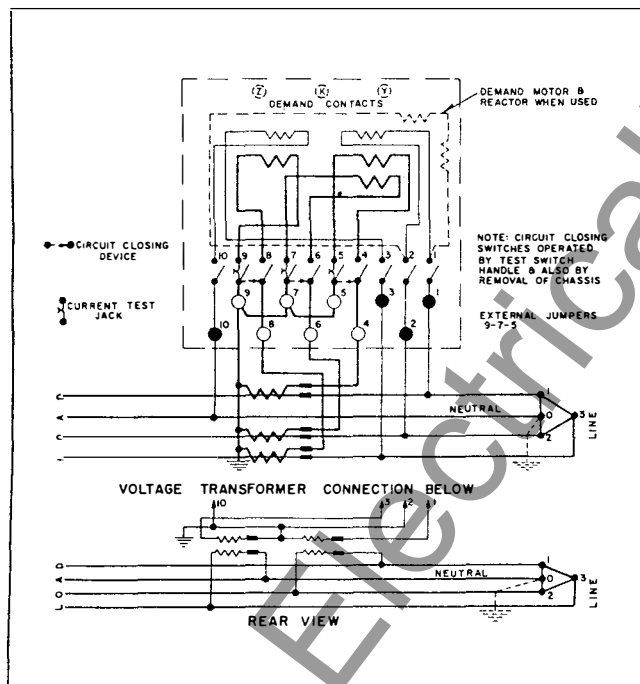 Z K Y
DEMAND CONTACTS
DEMAND MOTOR &
REACTOR WHEN USED
CIRCUIT CLOSING
DEVICE
CURRENT TEST
JACK
NOTE: CIRCUIT CLOSING
SWITCHES OPERATED
BY TEST SWITCH
HANDLE & ALSO BY
REMOVAL OF CHASSIS
EXTERNAL JUMPERS
9-7-5
10 9 8 7 6 5 4 3 2 1
9 7 5 3 1
10 8 6 4 2
NEUTRAL
1
0
2
3
LINE
VOLTAGE TRANSFORMER CONNECTION BELOW
10 3 2 1
LOAD
NEUTRAL
1
0
2
3
LINE
REAR VIEW
Electrical